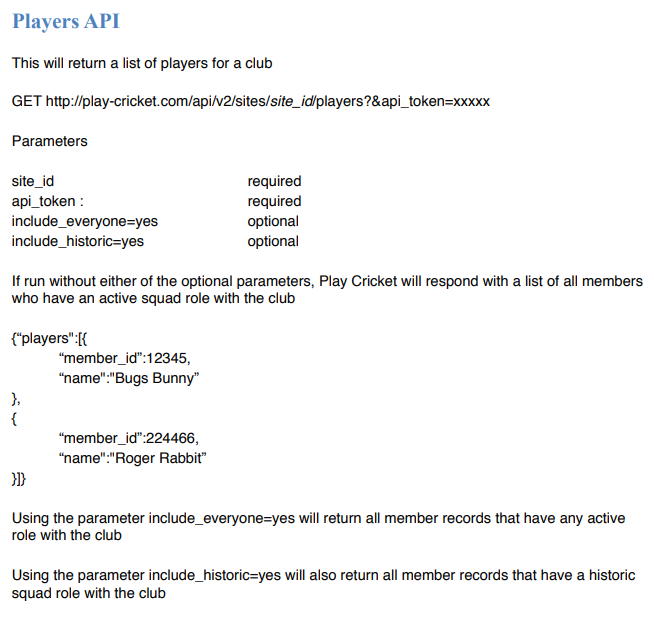 Players API
This will return a list of players for a club
GET http://play-cricket.com/api/v2/sites/site_id/players?&api_token=xxxxx
Parameters
site_id required
api_token : required
include_everyone=yes optional
include_historic=yes optional
If run without either of the optional parameters, Play Cricket will respond with a list of all members
who have an active squad role with the club
{“players":[{
“member_id”:12345,
“name":"Bugs Bunny”
},
{
“member_id”:224466,
“name":"Roger Rabbit”
}]}
Using the parameter include_everyone=yes will return all member records that have any active
role with the club
Using the parameter include_historic=yes will also return all member records that have a historic
squad role with the club